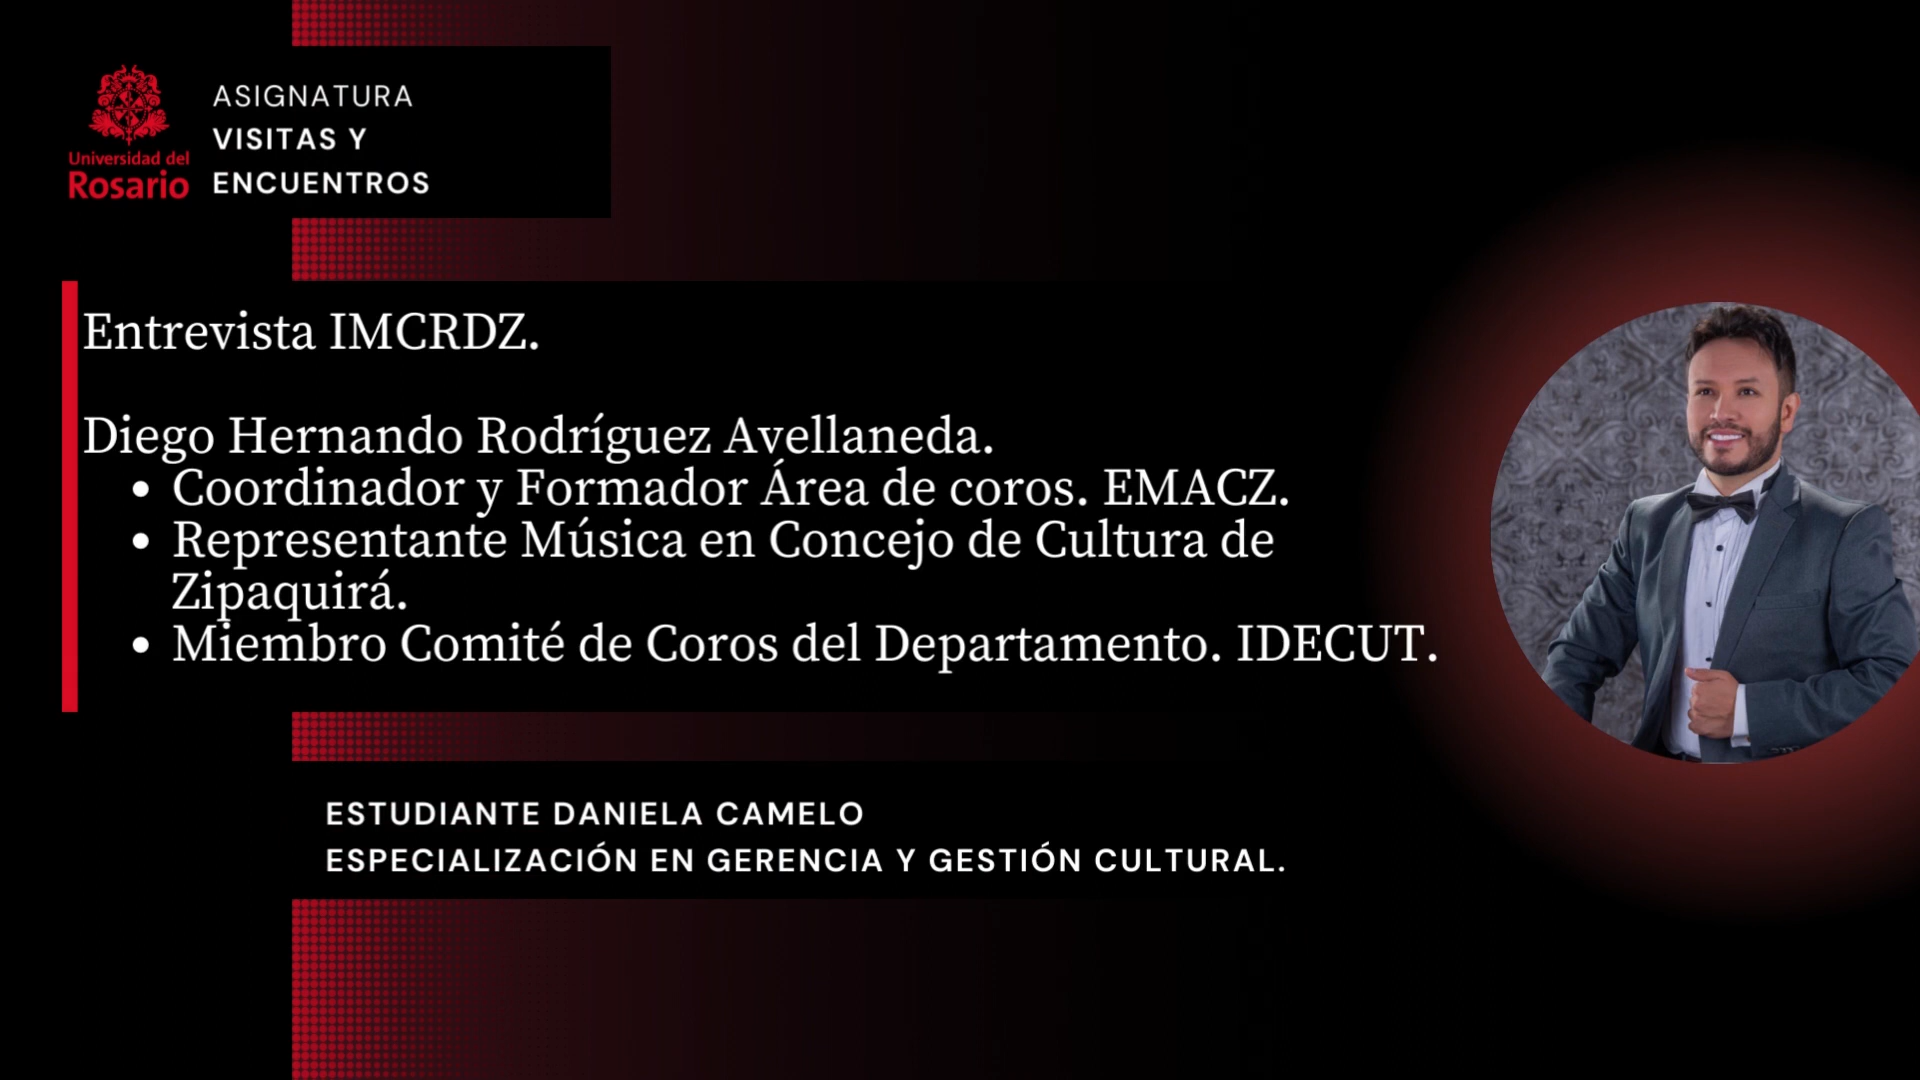 Universidad del
Rosario
ASIGNATURA
VISITAS Y
ENCUENTROS
Entrevista IMCRDZ.
Diego Hernando Rodríguez Avellaneda.
• Coordinador y Formador Área de coros. EMACZ.
• Representante Música en Concejo de Cultura de
Zipaquirá.
• Miembro Comité de Coros del Departamento. IDECUT.
ESTUDIANTE DANIELA CAMELO
ESPECIALIZACIÓN EN GERENCIA Y GESTIÓN CULTURAL.